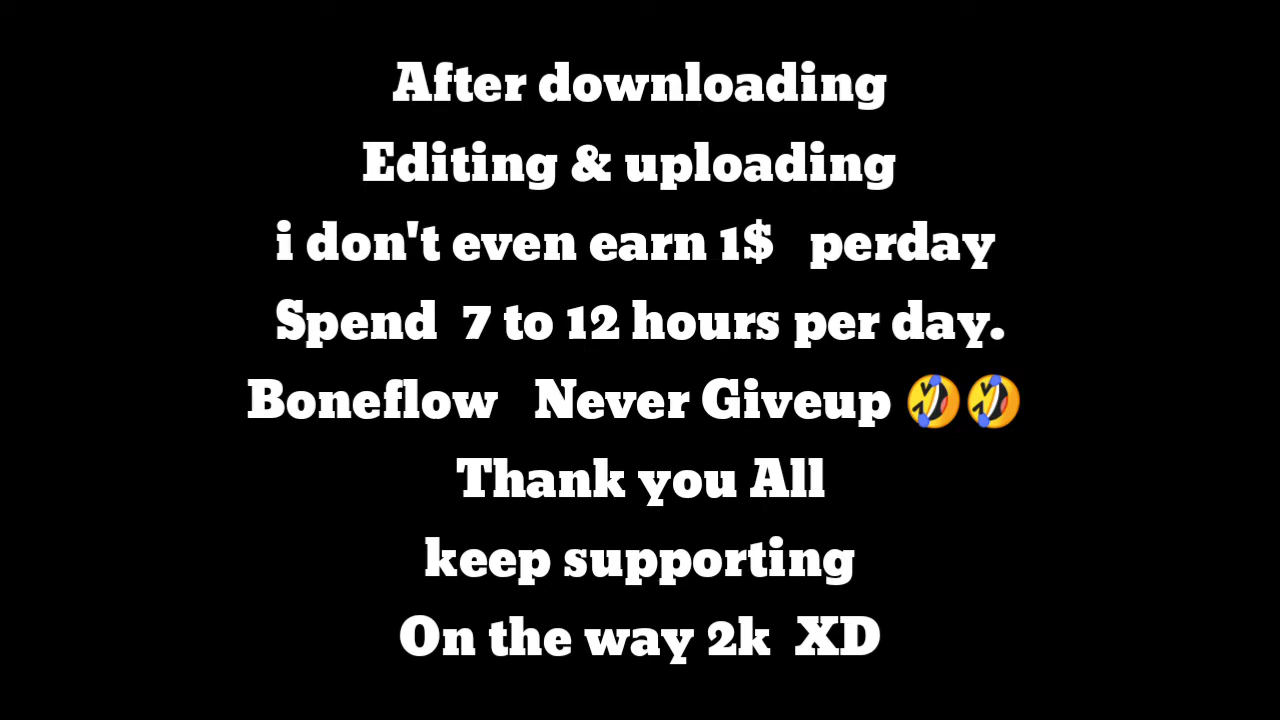 After downloading
Editing & uploading
i don't even earn 1$ perday
Spend 7 to 12 hours per day.
Boneflow Never Giveup 🤣🤣
Thank you All
keep supporting
On the way 2k XD